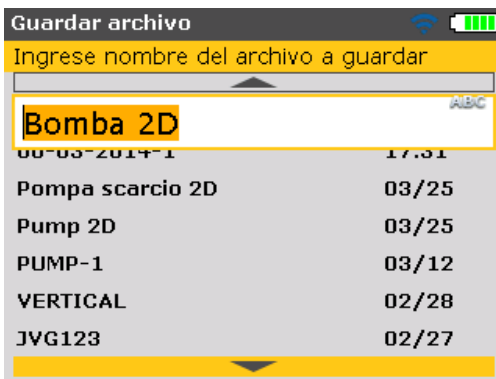 Guardar archivo
Ingrese nombre del archivo a guardar
ABC
Bomba 2D
17:31
Pompa scarcio 2D 03/25
Pump 2D 03/25
PUMP-1 03/12
VERTICAL 02/28
JVG123 02/27